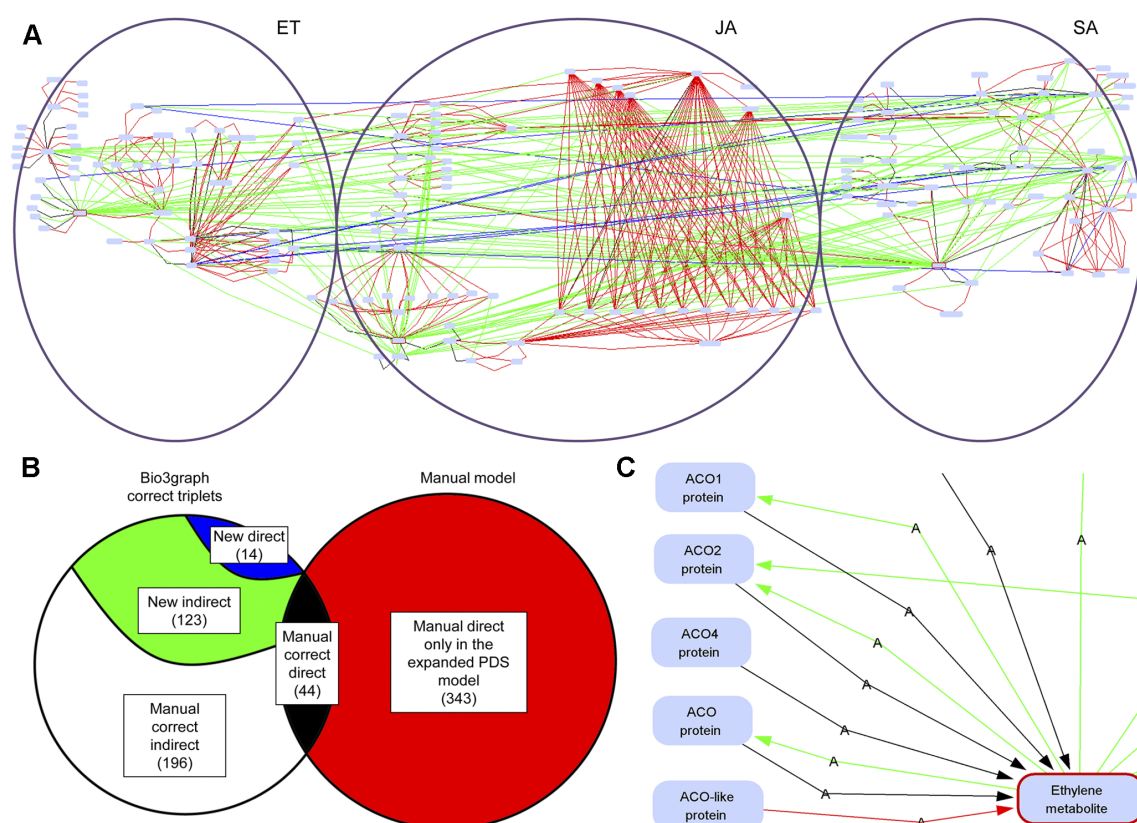 A
ET
JA
SA
B
Bio3graph
correct triplets
Manual model
New direct
(14)
New indirect
(123)
Manual
correct
direct
(44)
Manual direct
only in the
expanded PDS
model
(343)
Manual
correct
indirect
(196)
C
ACO1
protein
ACO2
protein
ACO4
protein
ACO
protein
ACO-like
protein
A
A
A
A
A
A
A
A
A
A
Ethylene
metabolite